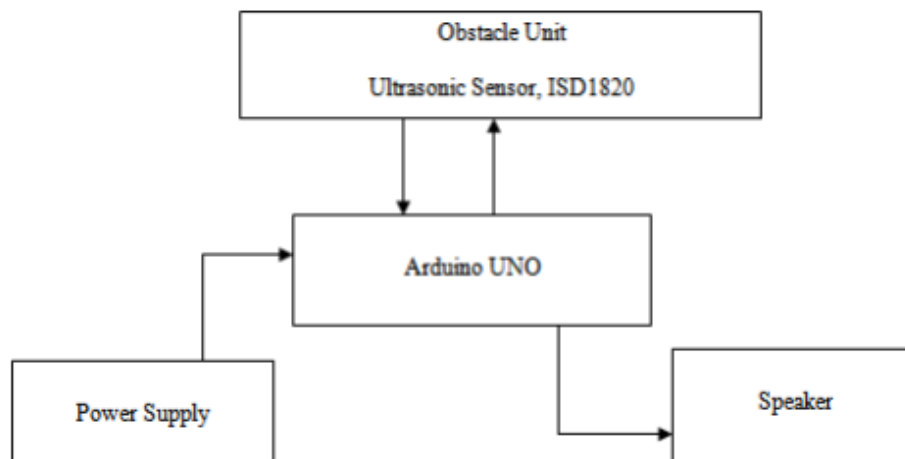 Obstacle Unit
Ultrasonic Sensor, ISD1820
Arduino UNO
Power Supply
Speaker